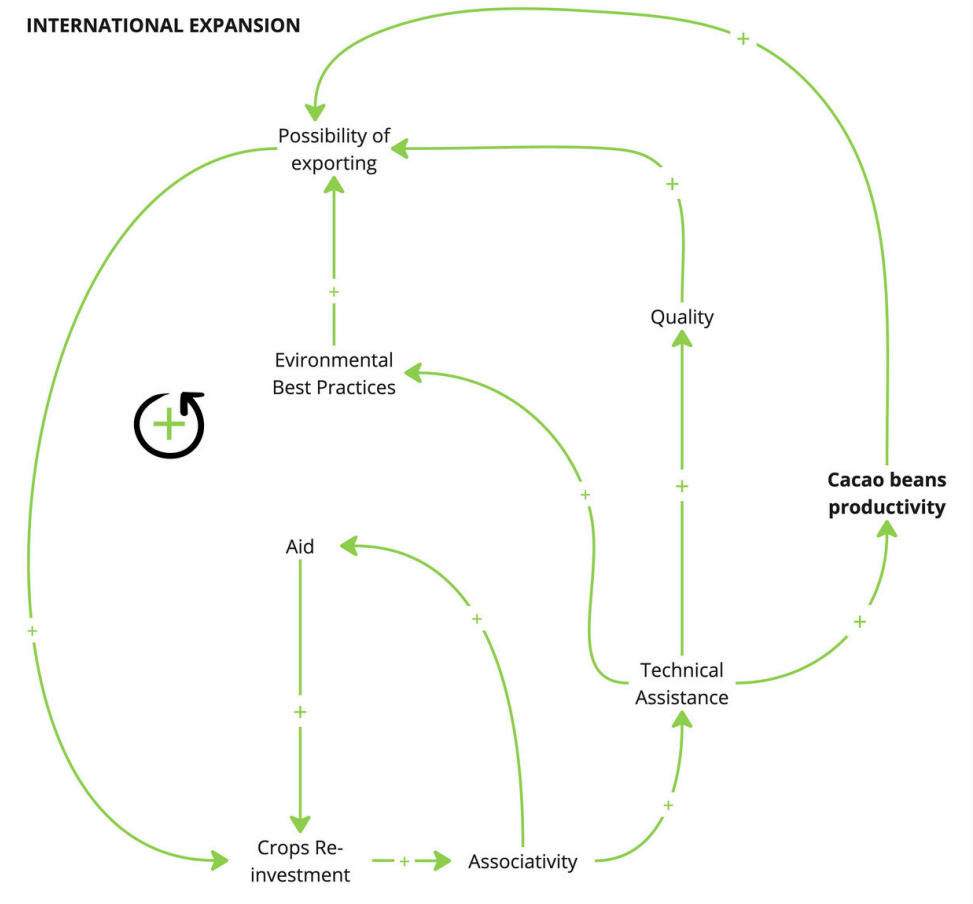 INTERNATIONAL EXPANSION
+
Possibility of
exporting
+
+
Quality
Evironmental
Best Practices
+
Cacao beans
productivity
+
+
Aid
+
+
+
Technical
Assistance
+
+
Crops Re-
investment
+
Associativity